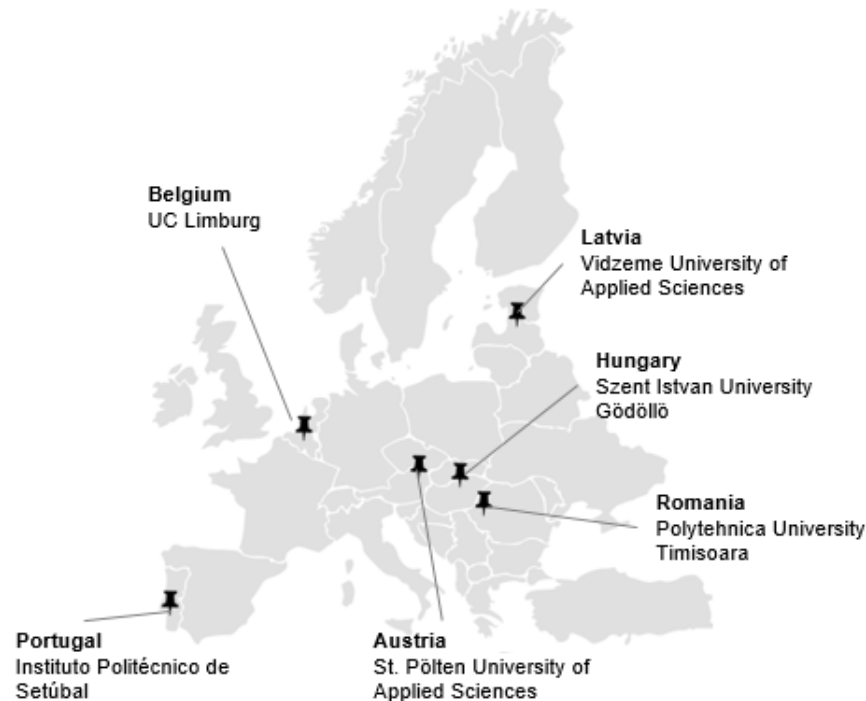 Belgium
UC Limburg
Latvia
Vidzeme University of
Applied Sciences
Hungary
Szent Istvan University
Gödöllö
Romania
Polytehnica University
Timisoara
Portugal
Instituto Politécnico de
Setúbal
Austria
St. Pölten University of
Applied Sciences